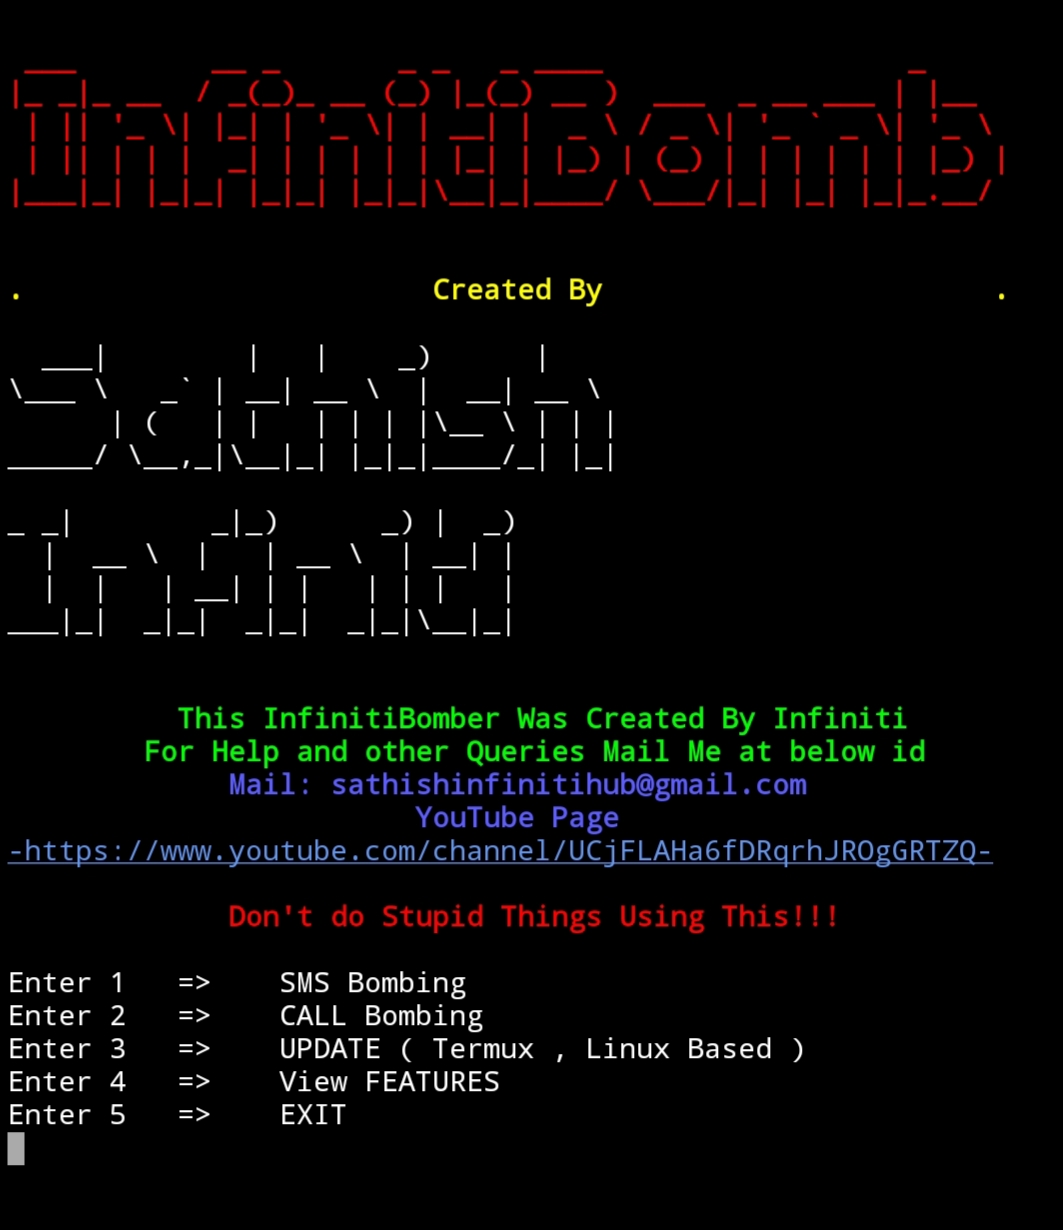 InfinitiBomb
. Created By .
Sathish
Infiniti
This InfinitiBomber Was Created By Infiniti
For Help and other Queries Mail Me at below id
Mail: sathishinfinitihub@gmail.com
YouTube Page
-https://www.youtube.com/channel/UCjFLAHa6fDRqrhJROgGRTZQ-
Don't do Stupid Things Using This!!!
Enter 1 => SMS Bombing
Enter 2 => CALL Bombing
Enter 3 => UPDATE ( Termux , Linux Based )
Enter 4 => View FEATURES
Enter 5 => EXIT